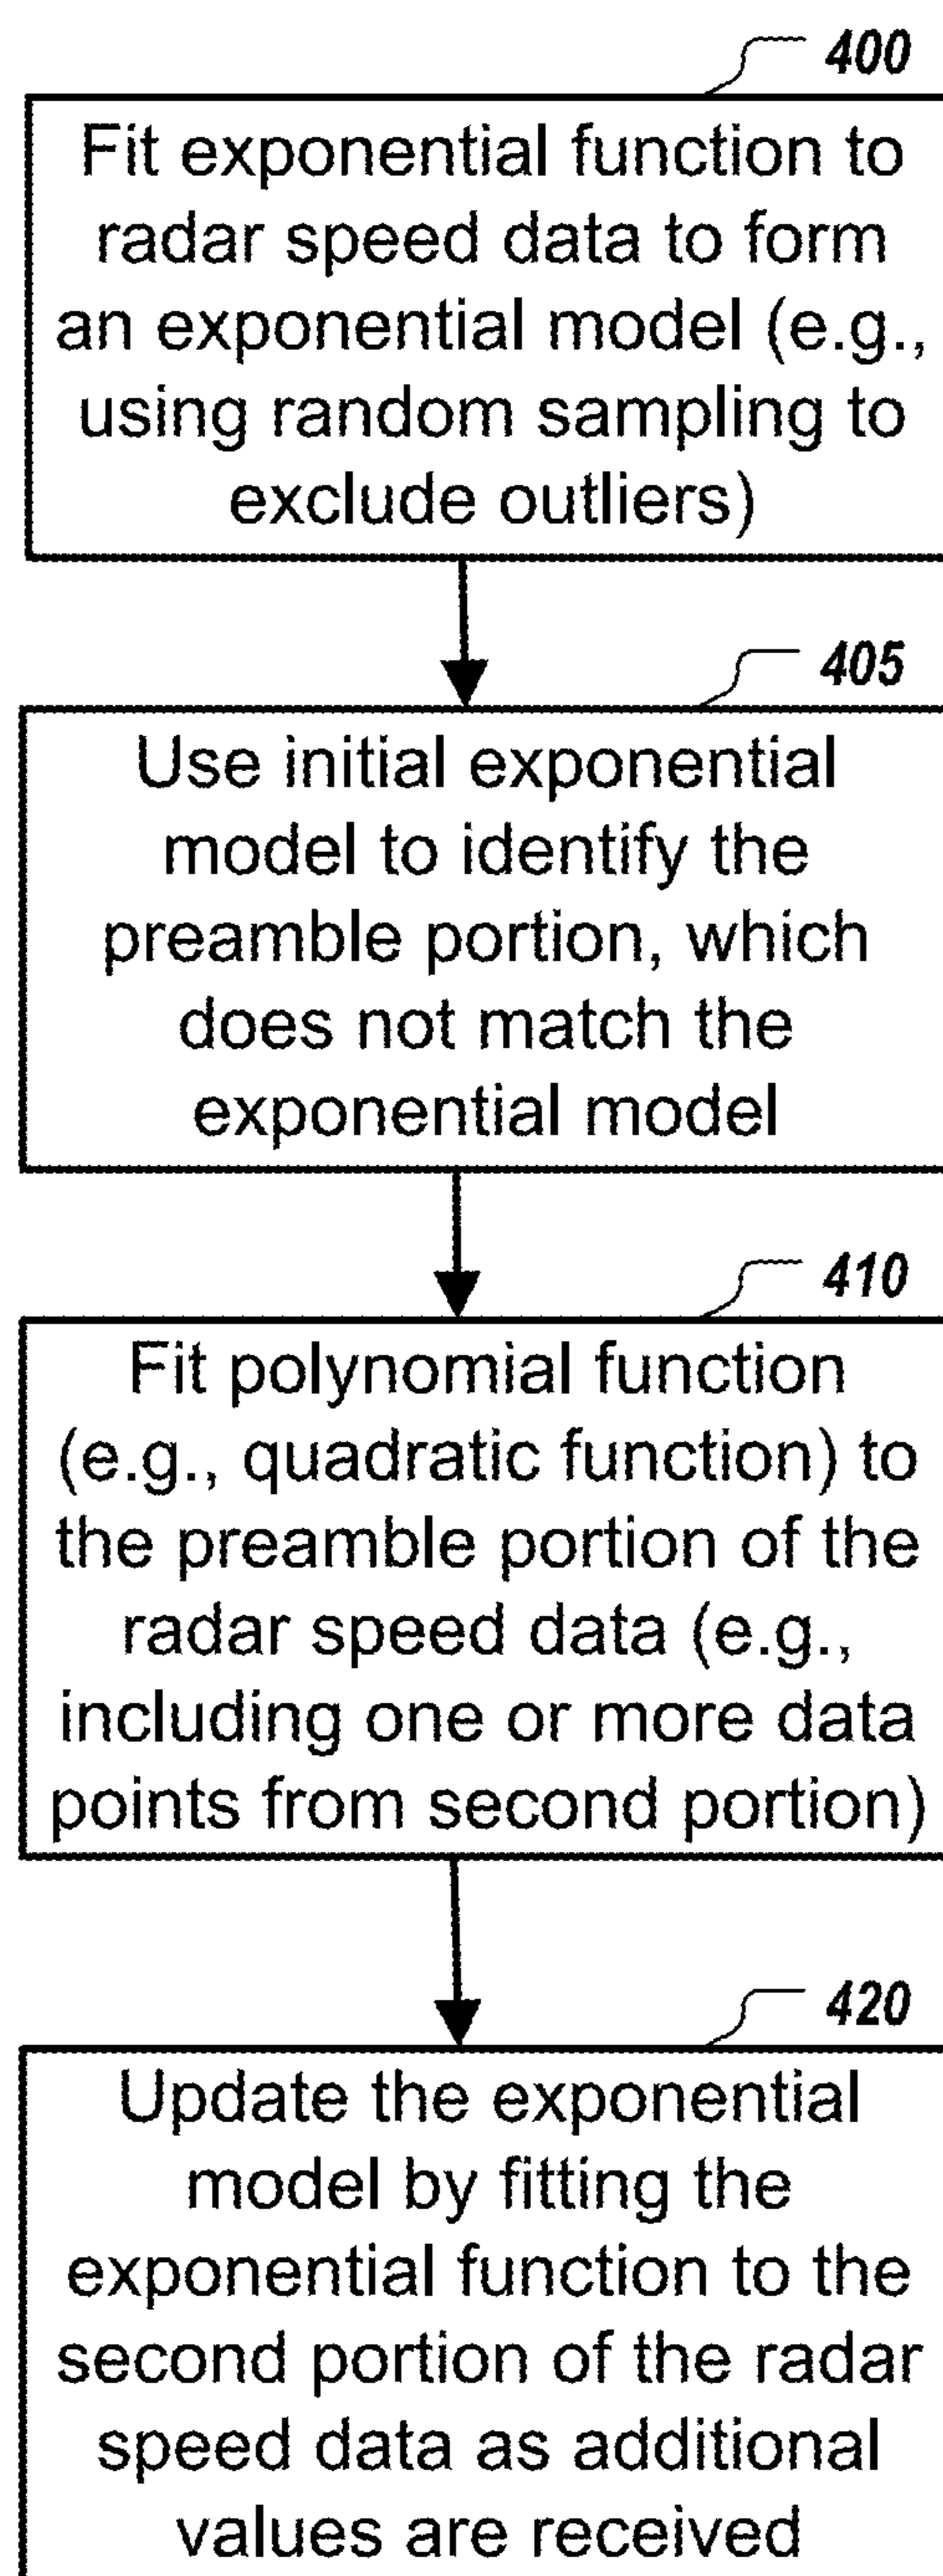 400
Fit exponential function to
radar speed data to form
an exponential model (e.g.,
using random sampling to
exclude outliers)
405
Use initial exponential
model to identify the
preamble portion, which
does not match the
exponential model
410
Fit polynomial function
(e.g., quadratic function) to
the preamble portion of the
radar speed data (e.g.,
including one or more data
points from second portion)
420
Update the exponential
model by fitting the
exponential function to the
second portion of the radar
speed data as additional
values are received